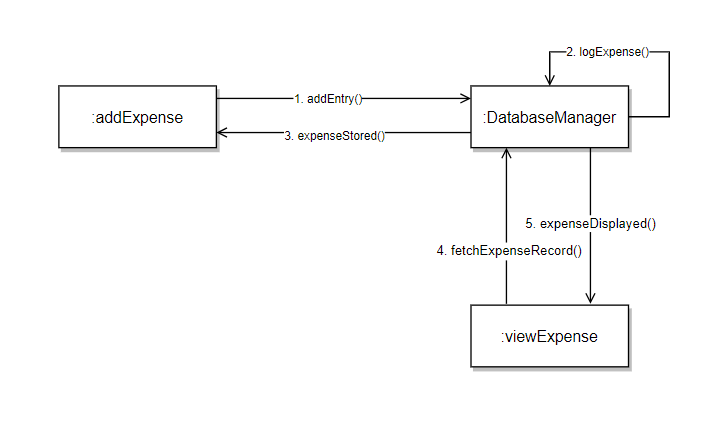 2. logExpense()
1. addEntry()
:addExpense
:DatabaseManager
3. expenseStored()
5. expenseDisplayed()
4. fetchExpenseRecord()
:viewExpense